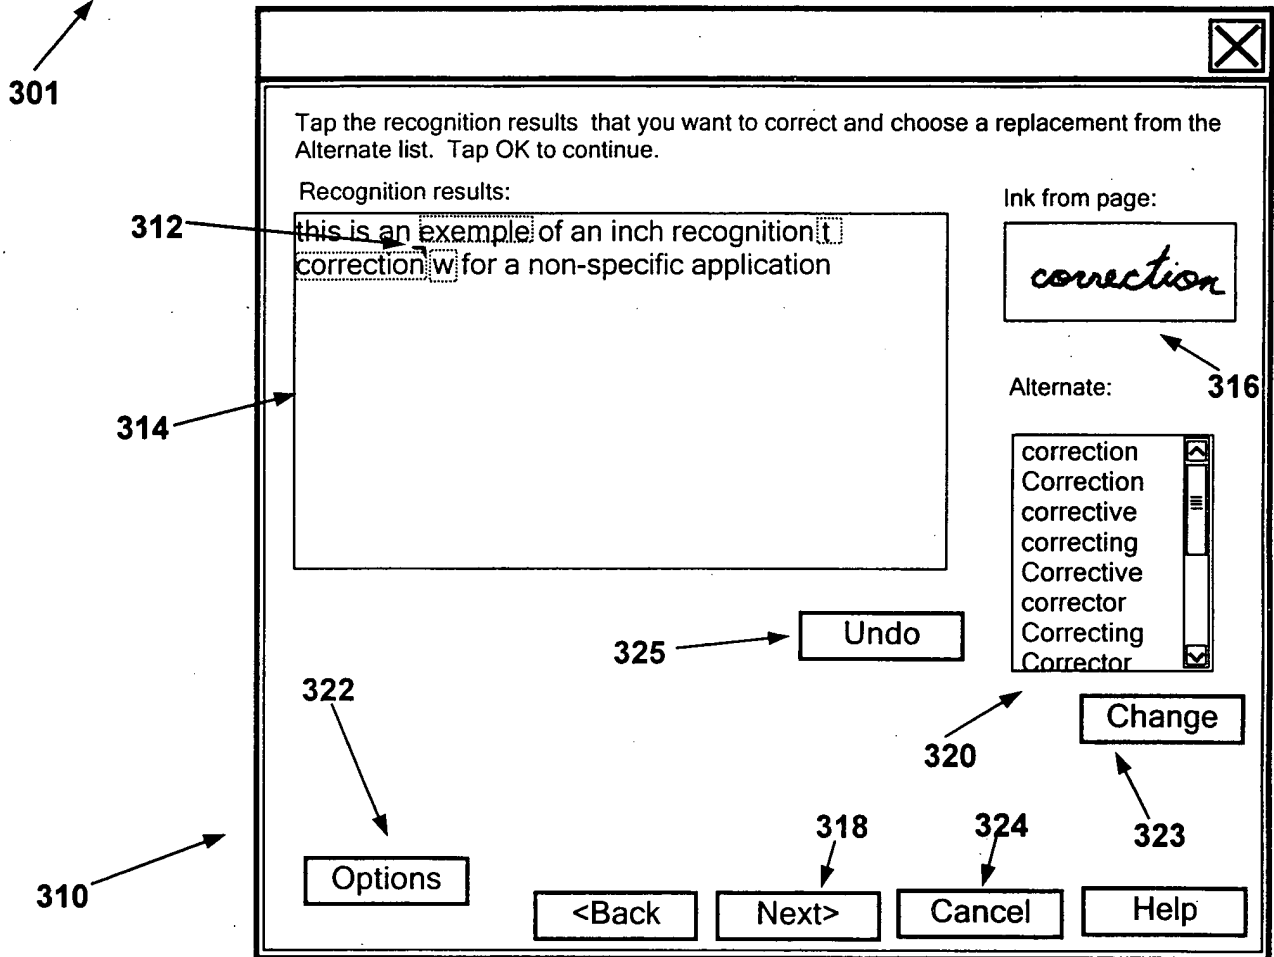 301
Tap the recognition results that you want to correct and choose a replacement from the
Alternate list. Tap OK to continue.
Recognition results:
Ink from page:
312
this is an exemple of an inch recognition t
correction w for a non-specific application
correction
316
314
Alternate:
correction
Correction
corrective
correcting
Corrective
corrector
Correcting
Corrector
325
Undo
322
320
Change
318
324
323
310
Options
<Back
Next>
Cancel
Help